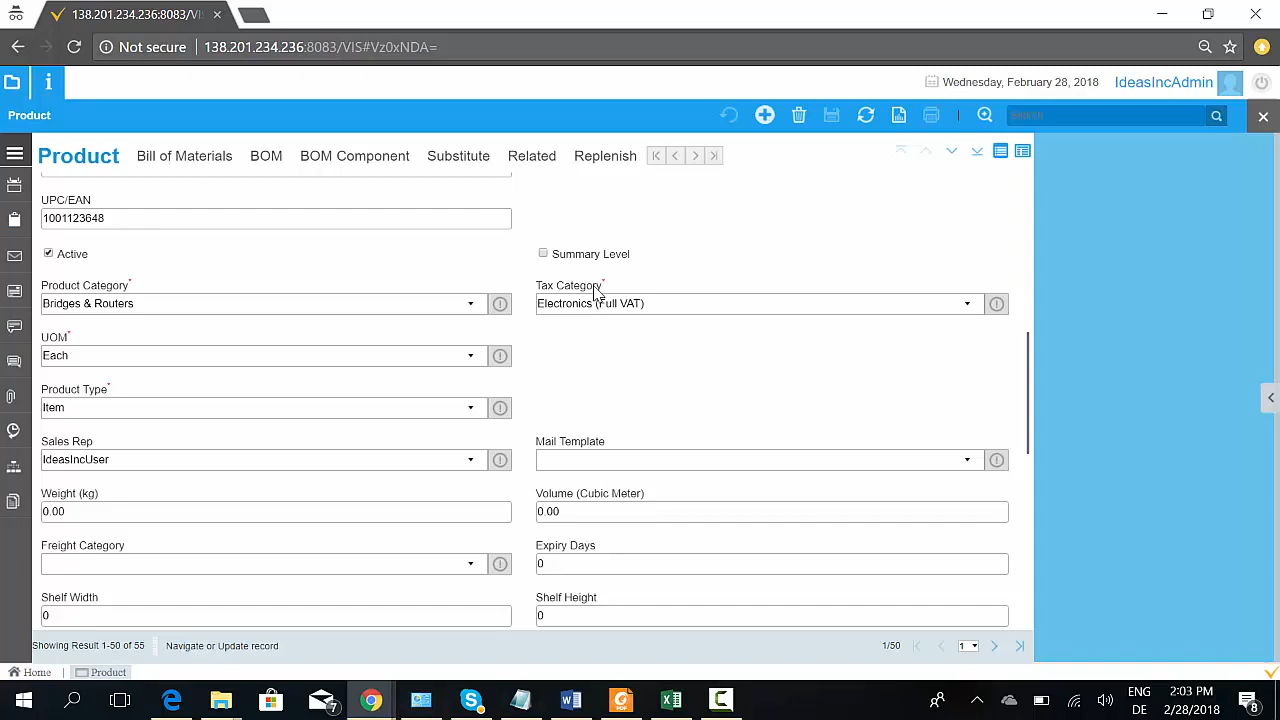 138.201.234.236:8083/VIS
Not secure 138.201.234.236:8083/VIS#Vz0xNDA=
Wednesday, February 28, 2018 IdeasIncAdmin
Product
Search
Product Bill of Materials BOM BOM Component Substitute Related Replenish
UPC/EAN
1001123648
Active Summary Level
Product Category* Tax Category*
Bridges & Routers Electronics (Full VAT)
UOM*
Each
Product Type*
Item
Sales Rep Mail Template
IdeasIncUser
Weight (kg) Volume (Cubic Meter)
0.00 0.00
Freight Category Expiry Days
0
Shelf Width Shelf Height
0 0
Showing Result 1-50 of 55 Navigate or Update record 1/50 1
Home Product
7 ENG 2:03 PM
DE 2/28/2018 8